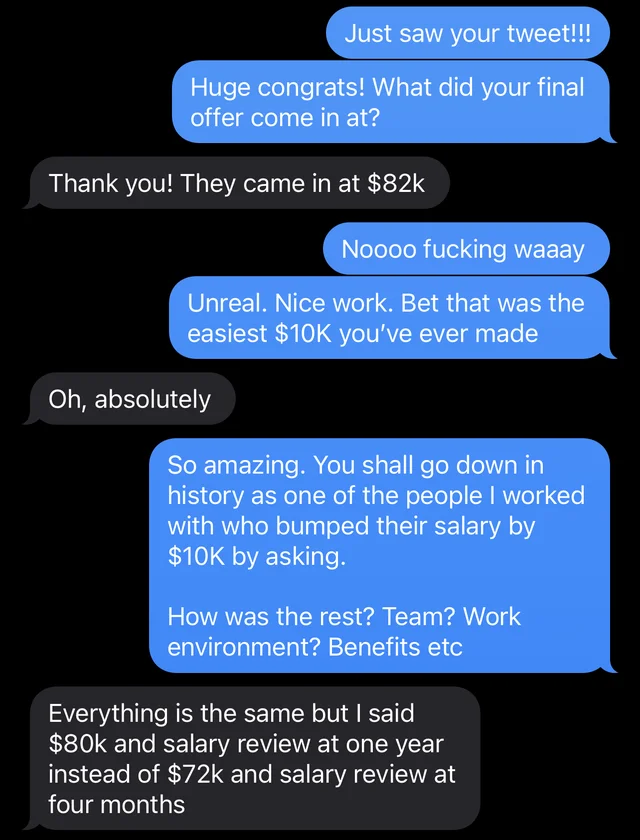 Just saw your tweet!!!
Huge congrats! What did your final
offer come in at?
Thank you! They came in at $82k
Noooo fucking waaay
Unreal. Nice work. Bet that was the
easiest $10K you’ve ever made
Oh, absolutely
So amazing. You shall go down in
history as one of the people I worked
with who bumped their salary by
$10K by asking.
How was the rest? Team? Work
environment? Benefits etc
Everything is the same but I said
$80k and salary review at one year
instead of $72k and salary review at
four months